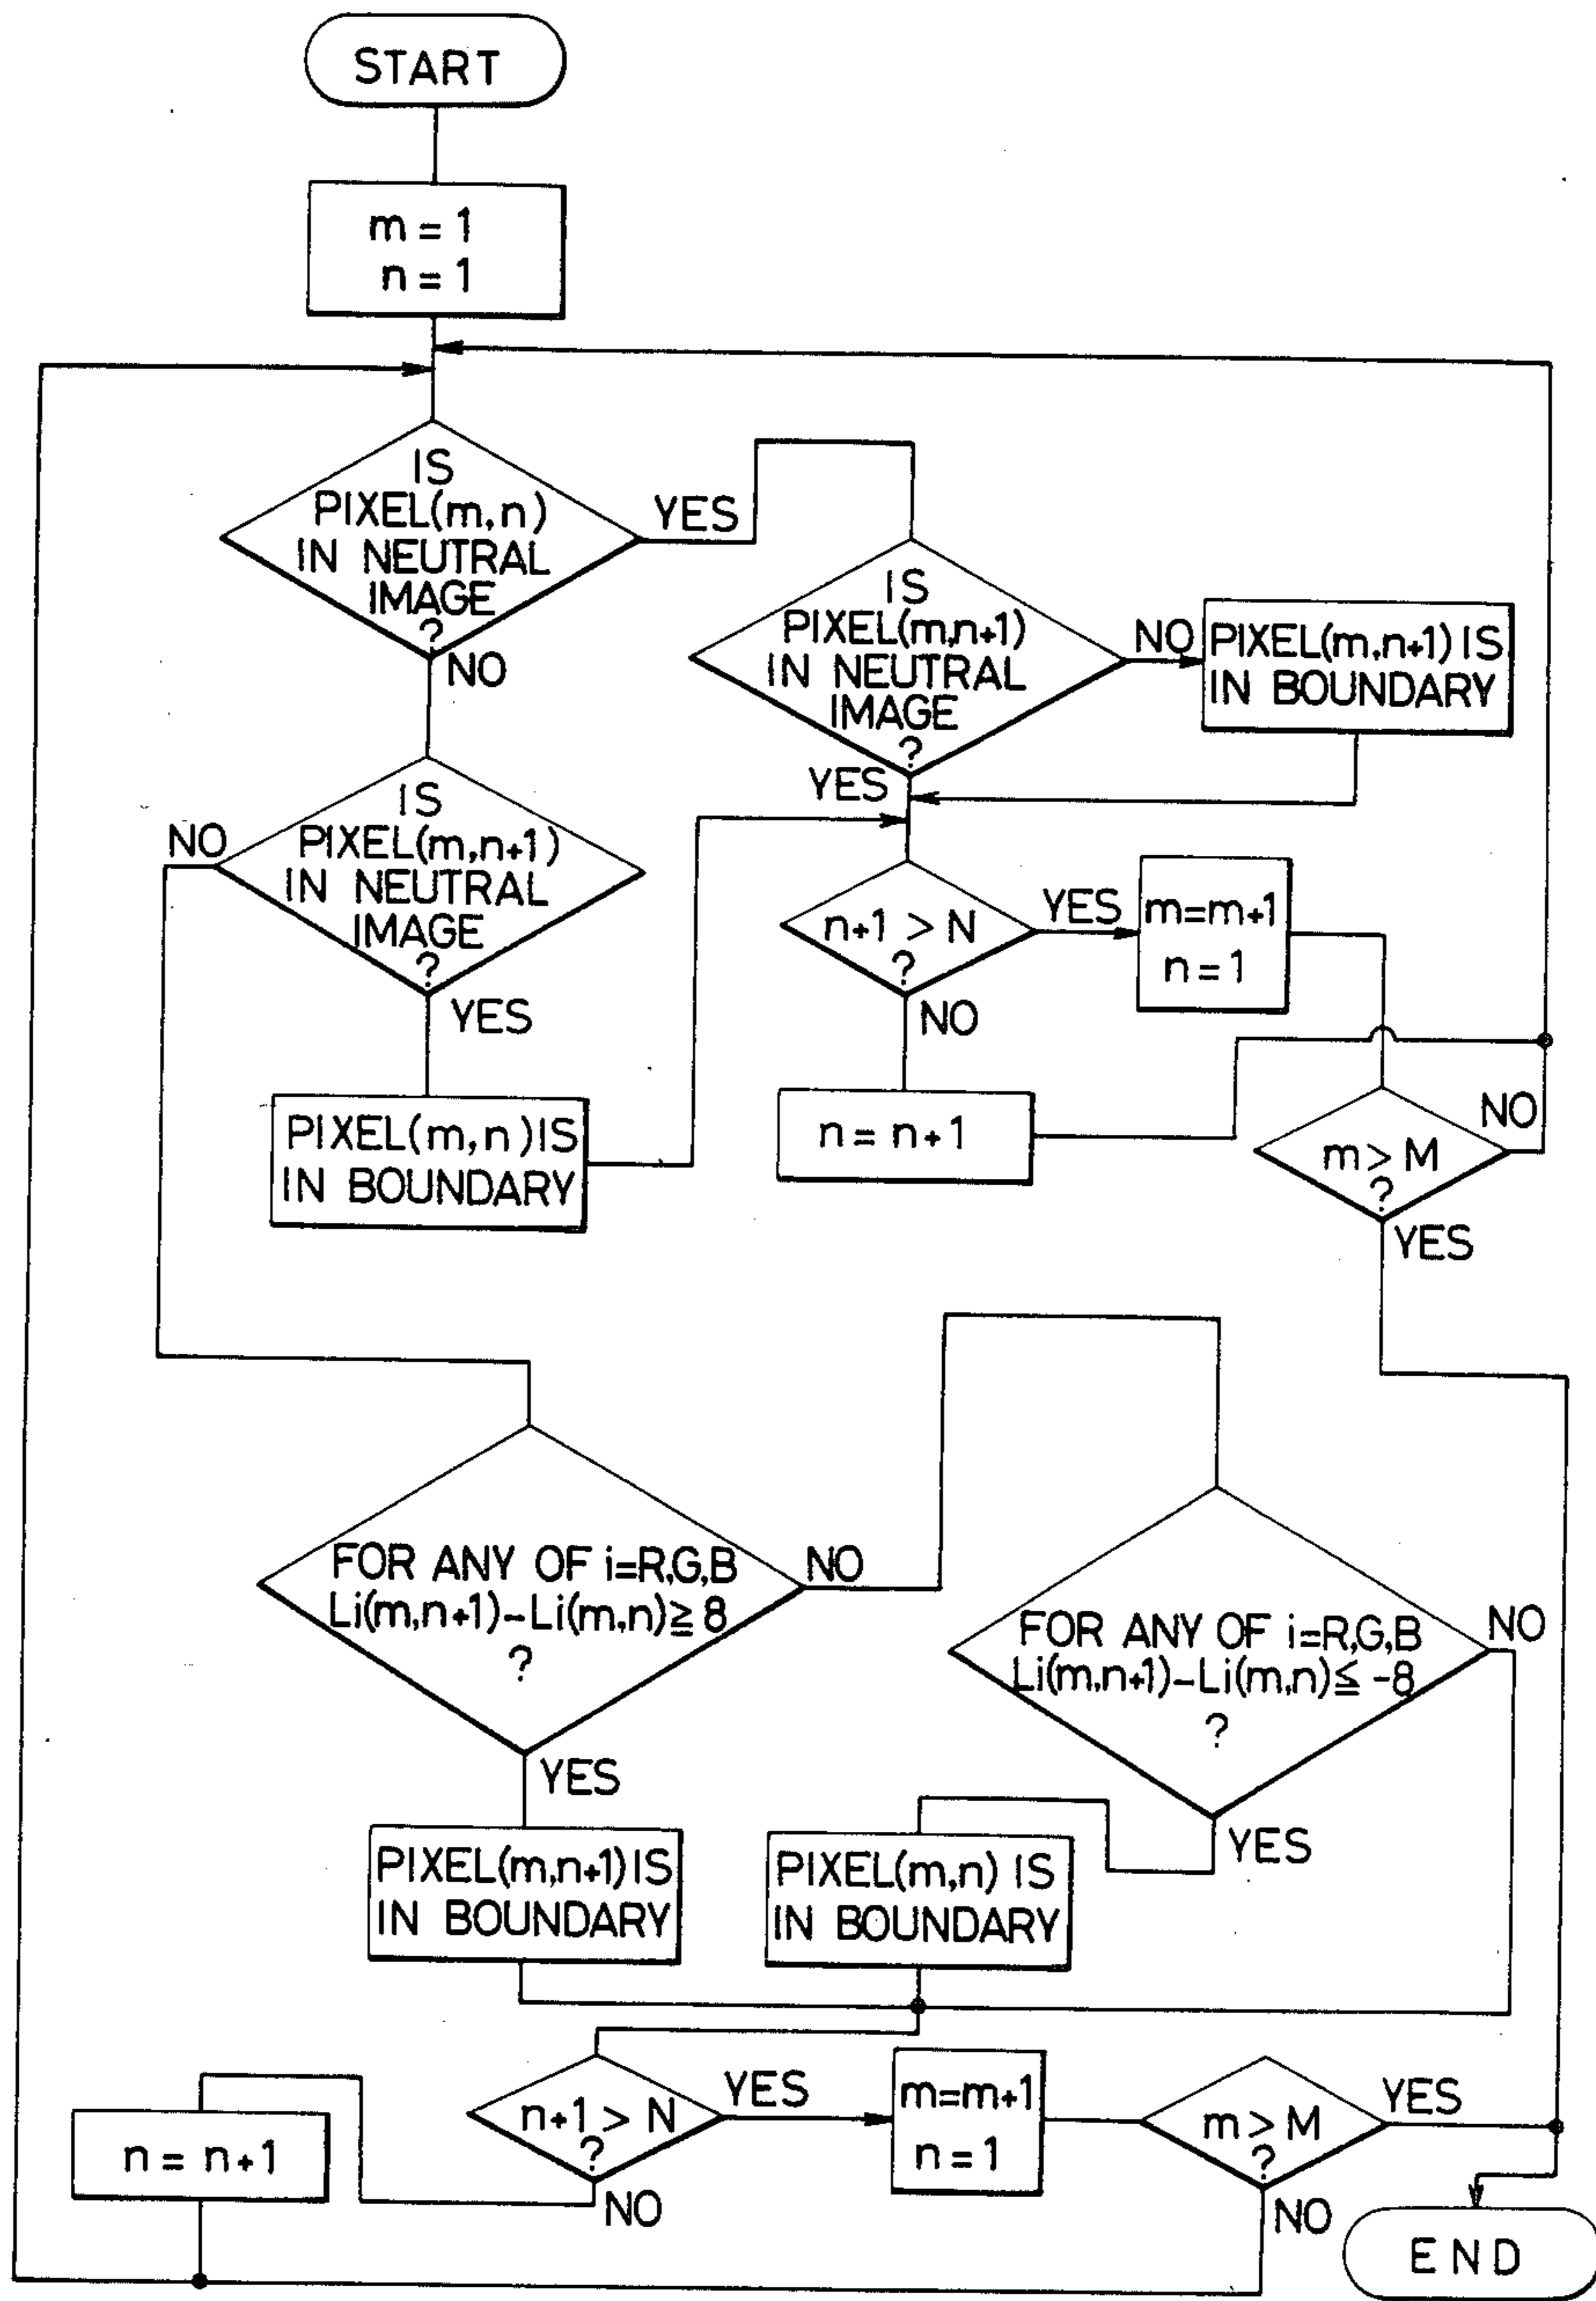 START
m = 1
n = 1
IS
PIXEL(m,n)
IN NEUTRAL
IMAGE
?
YES
NO
IS
PIXEL(m,n+1)
IN NEUTRAL
IMAGE
?
NO
YES
PIXEL(m,n+1) IS
IN BOUNDARY
IS
PIXEL(m,n+1)
IN NEUTRAL
IMAGE
?
NO
YES
n+1 > N
?
YES
NO
m=m+1
n = 1
PIXEL(m,n) IS
IN BOUNDARY
n = n+1
m > M
?
NO
YES
FOR ANY OF i=R,G,B
Li(m,n+1)-Li(m,n) ≧ 8
?
NO
YES
FOR ANY OF i=R,G,B
Li(m,n+1)-Li(m,n) ≦ -8
?
NO
YES
PIXEL(m,n+1) IS
IN BOUNDARY
PIXEL(m,n) IS
IN BOUNDARY
n = n+1
n+1 > N
?
YES
NO
m=m+1
n = 1
m > M
?
YES
NO
END